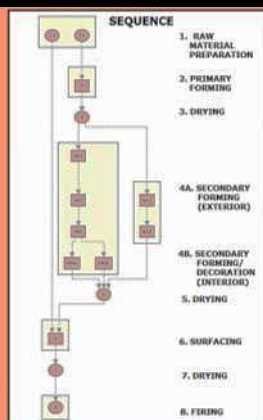 SEQUENCE
1. RAW
MATERIAL
PREPARATION
2. PRIMARY
FORMING
3. DRYING
4A. SECONDARY
FORMING
(EXTERIOR)
4B. SECONDARY
FORMING/
DECORATION
(INTERIOR)
5. DRYING
6. SURFACING
7. DRYING
8. FIRING